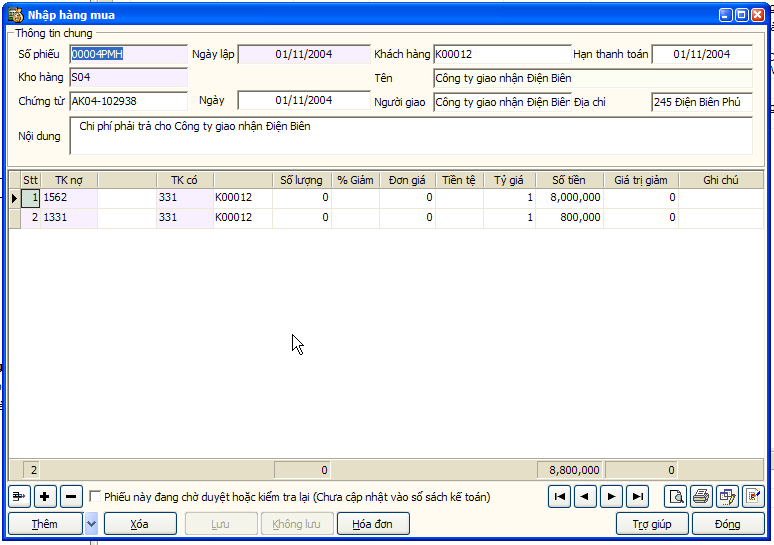 Nhập hàng mua
Thông tin chung
Số phiếu 00004PMH Ngày lập 01/11/2004 Khách hàng K00012 Hạn thanh toán 01/11/2004
Kho hàng S04 Tên Công ty giao nhận Điện Biên
Chứng từ AK04-102938 Ngày 01/11/2004 Người giao Công ty giao nhận Điện Biên Địa chỉ 245 Điện Biên Phủ
Nội dung Chi phí phải trả cho Công ty giao nhận Điện Biên
Stt TK nợ TK có Số lượng % Giảm Đơn giá Tiền tệ Tỷ giá Số tiền Giá trị giảm Ghi chú
1 1562 331 K00012 0 0 1 8,000,000 0
2 1331 331 K00012 0 0 1 800,000 0
2 0 8,800,000 0
Phiếu này đang chờ duyệt hoặc kiểm tra lại (Chưa cập nhật vào sổ sách kế toán)
Thêm Xóa Lưu Không lưu Hóa đơn Trợ giúp Đóng